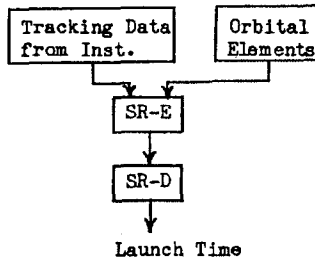 Tracking Data
from Inst.
Orbital
Elements
SR-E
SR-D
Launch Time